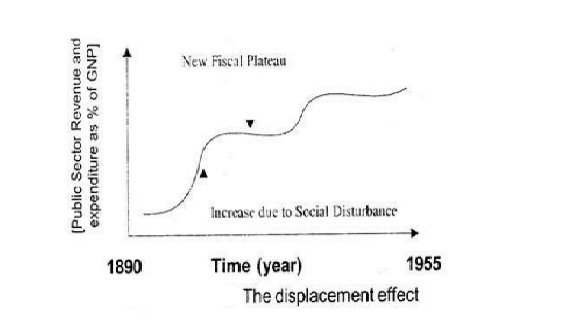 New Fiscal Plateau
[Public Sector Revenue and
expenditure as % of GNP]
Increase due to Social Disturbance
1890 Time (year) 1955
The displacement effect